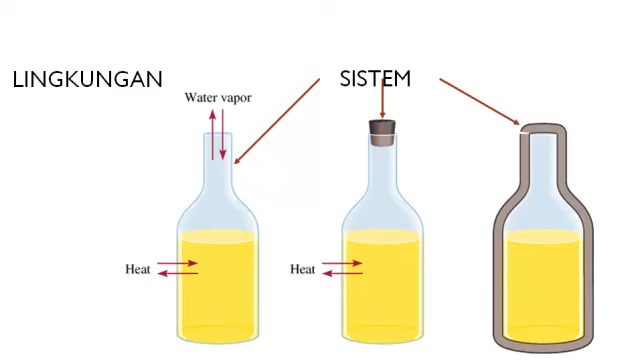 LINGKUNGAN
SISTEM
Water vapor
Heat
Heat